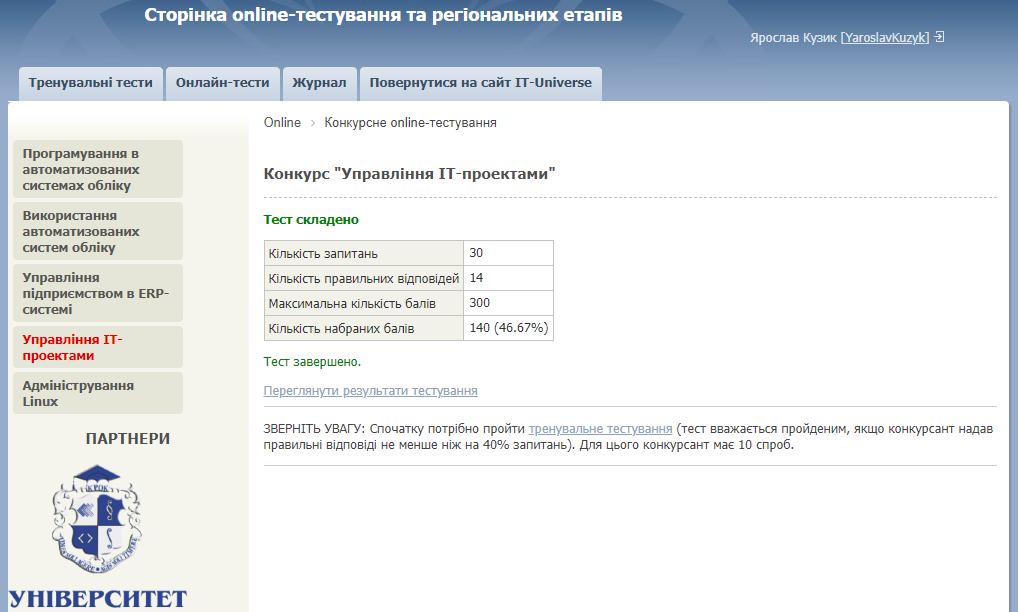 Сторінка online-тестування та регіональних етапів
Ярослав Кузик [YaroslavKuzyk]
Тренувальні тести
Онлайн-тести
Журнал
Повернутися на сайт IT-Universe
Програмування в
автоматизованих
системах обліку
Використання
автоматизованих
систем обліку
Управління
підприємством в ERP-
системі
Управління ІТ-
проектами
Адміністрування
Linux
ПАРТНЕРИ
КРОК
УНІВЕРСИТЕТ
Online
Конкурсне online-тестування
Конкурс "Управління ІТ-проектами"
Тест складено
Кількість запитань 30
Кількість правильних відповідей 14
Максимальна кількість балів 300
Кількість набраних балів 140 (46.67%)
Тест завершено.
Переглянути результати тестування
ЗВЕРНІТЬ УВАГУ: Спочатку потрібно пройти тренувальне тестування (тест вважається пройденим, якщо конкурсант надав
правильні відповіді не менше ніж на 40% запитань). Для цього конкурсант має 10 спроб.